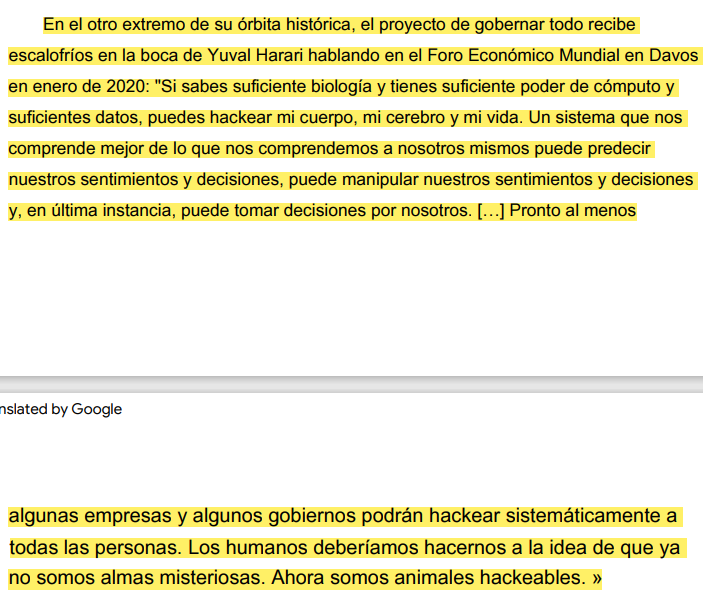 En el otro extremo de su órbita histórica, el proyecto de gobernar todo recibe
escalofríos en la boca de Yuval Harari hablando en el Foro Económico Mundial en Davos
en enero de 2020: "Si sabes suficiente biología y tienes suficiente poder de cómputo y
suficientes datos, puedes hackear mi cuerpo, mi cerebro y mi vida. Un sistema que nos
comprende mejor de lo que nos comprendemos a nosotros mismos puede predecir
nuestros sentimientos y decisiones, puede manipular nuestros sentimientos y decisiones
y, en última instancia, puede tomar decisiones por nosotros. […] Pronto al menos
nslated by Google
algunas empresas y algunos gobiernos podrán hackear sistemáticamente a
todas las personas. Los humanos deberíamos hacernos a la idea de que ya
no somos almas misteriosas. Ahora somos animales hackeables. »